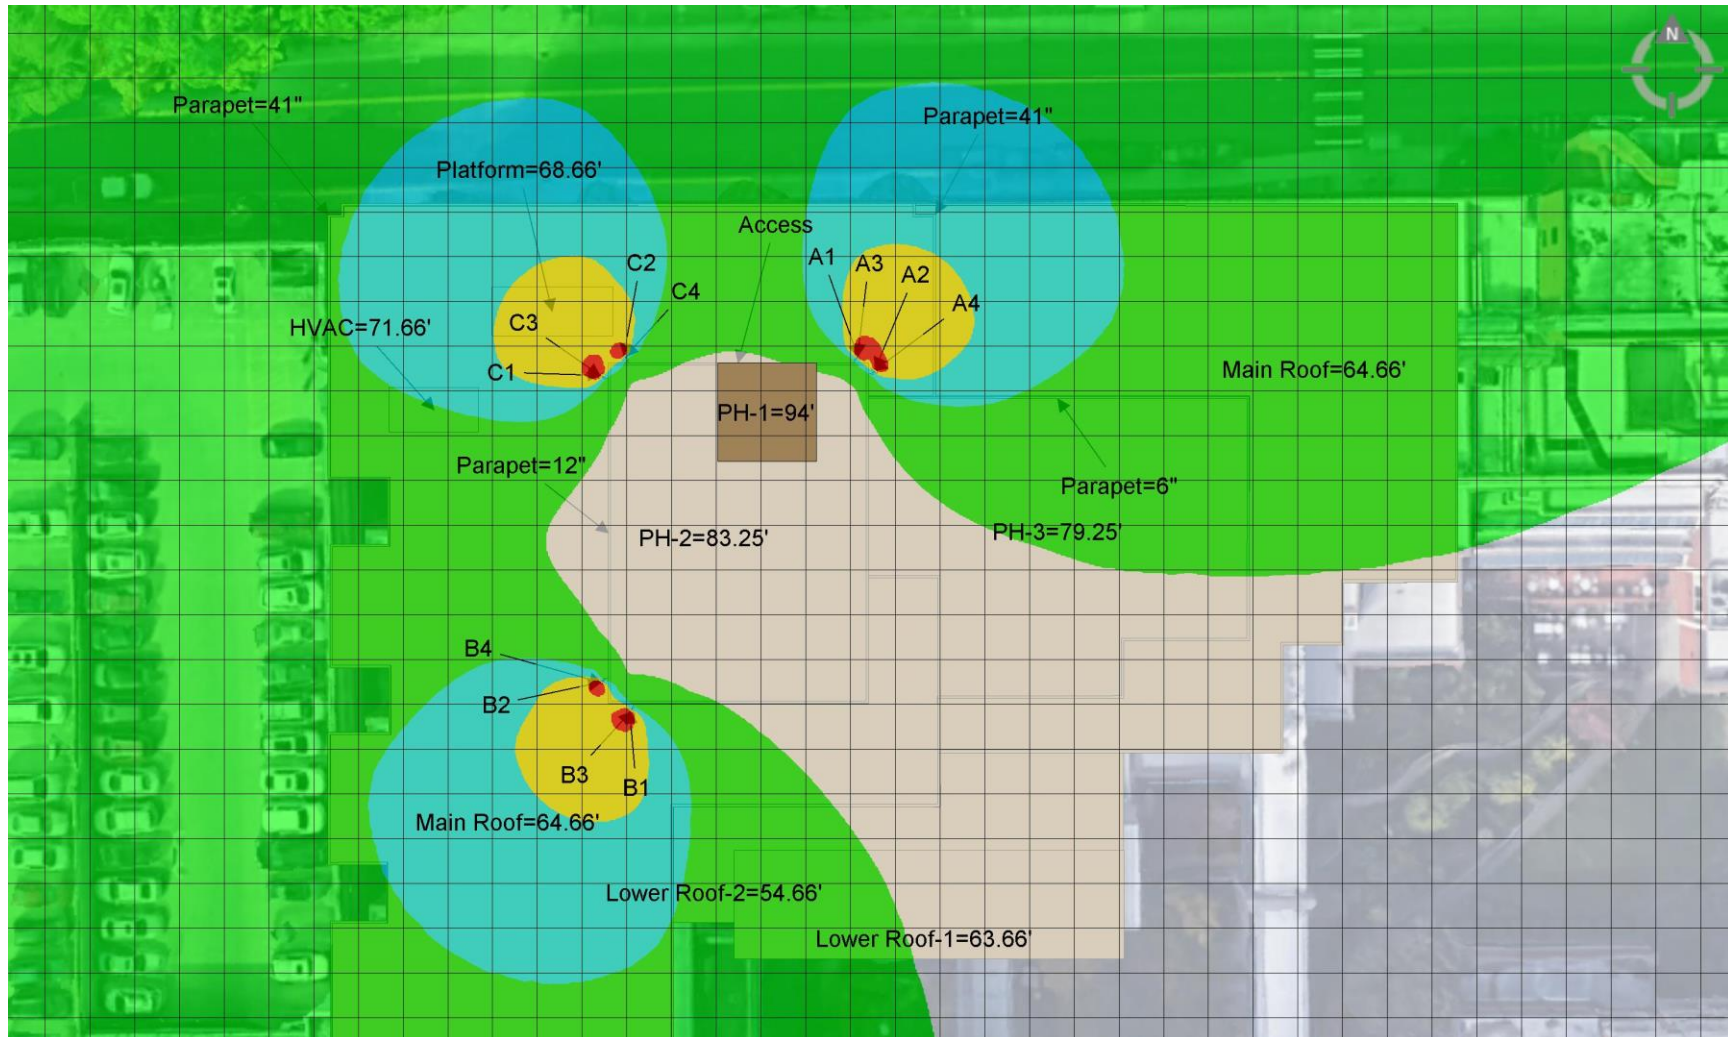 N
Parapet=41"
Parapet=41"
Platform=68.66'
Access
A1
A3
A2
A4
C2
C4
HVAC=71.66'
C3
C1
Main Roof=64.66'
PH-1=94'
Parapet=12"
Parapet=6"
PH-2=83.25'
PH-3=79.25'
B4
B2
B3
B1
Main Roof=64.66'
Lower Roof-2=54.66'
Lower Roof-1=63.66'